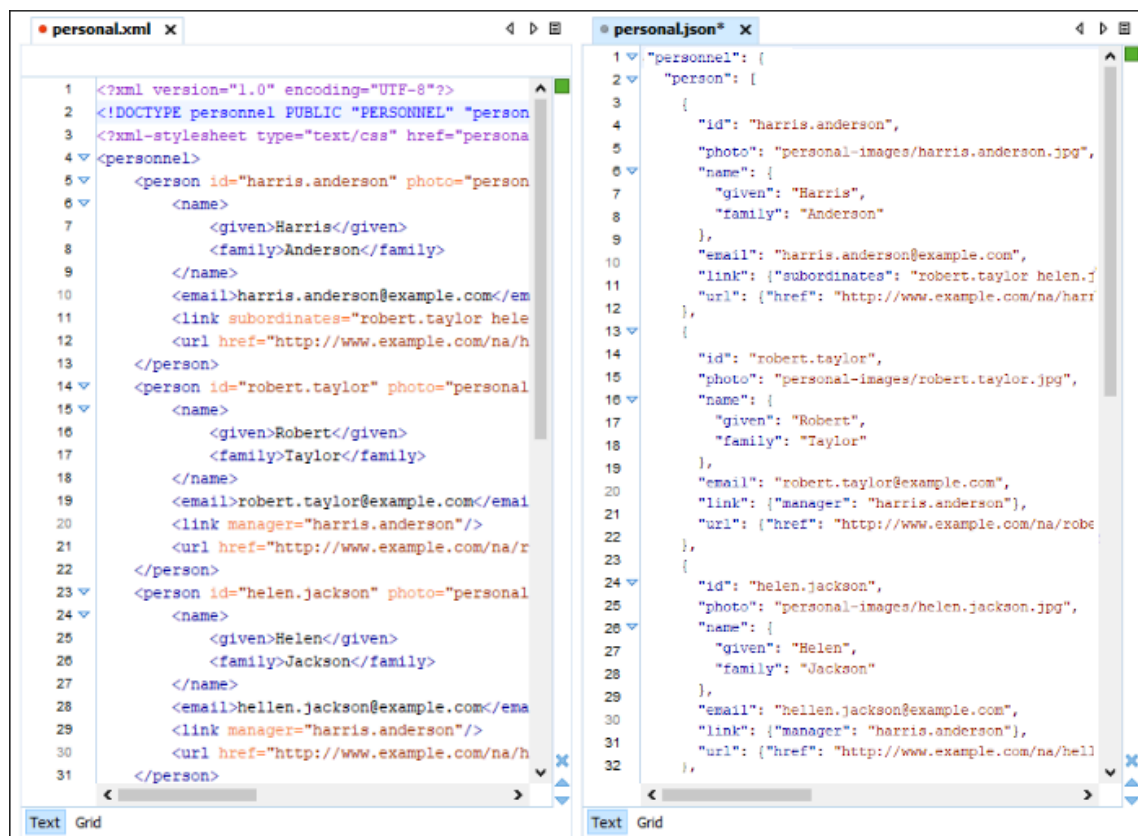 personal.xml
1 <?xml version="1.0" encoding="UTF-8"?>
2 <!DOCTYPE personnel PUBLIC "PERSONNEL" "person
3 <?xml-stylesheet type="text/css" href="persona
4 <personnel>
5 <person id="harris.anderson" photo="person
6 <name>
7 <given>Harris</given>
8 <family>Anderson</family>
9 </name>
10 <email>harris.anderson@example.com</em
11 <link subordinates="robert.taylor hele
12 <url href="http://www.example.com/na/h
13 </person>
14 <person id="robert.taylor" photo="personal
15 <name>
16 <given>Robert</given>
17 <family>Taylor</family>
18 </name>
19 <email>robert.taylor@example.com</emai
20 <link manager="harris.anderson"/>
21 <url href="http://www.example.com/na/r
22 </person>
23 <person id="helen.jackson" photo="personal
24 <name>
25 <given>Helen</given>
26 <family>Jackson</family>
27 </name>
28 <email>hellen.jackson@example.com</ema
29 <link manager="harris.anderson"/>
30 <url href="http://www.example.com/na/h
31 </person>
Text Grid
personal.json*
1 "personnel": {
2 "person": [
3 {
4 "id": "harris.anderson",
5 "photo": "personal-images/harris.anderson.jpg",
6 "name": {
7 "given": "Harris",
8 "family": "Anderson"
9 },
10 "email": "harris.anderson@example.com",
11 "link": {"subordinates": "robert.taylor helen.j
12 "url": {"href": "http://www.example.com/na/harr
},
13 {
14 "id": "robert.taylor",
15 "photo": "personal-images/robert.taylor.jpg",
16 "name": {
17 "given": "Robert",
18 "family": "Taylor"
19 },
20 "email": "robert.taylor@example.com",
21 "link": {"manager": "harris.anderson"},
22 "url": {"href": "http://www.example.com/na/robe
},
23 {
24 "id": "helen.jackson",
25 "photo": "personal-images/helen.jackson.jpg",
26 "name": {
27 "given": "Helen",
28 "family": "Jackson"
29 },
30 "email": "hellen.jackson@example.com",
31 "link": {"manager": "harris.anderson"},
32 "url": {"href": "http://www.example.com/na/hell
},
Text Grid